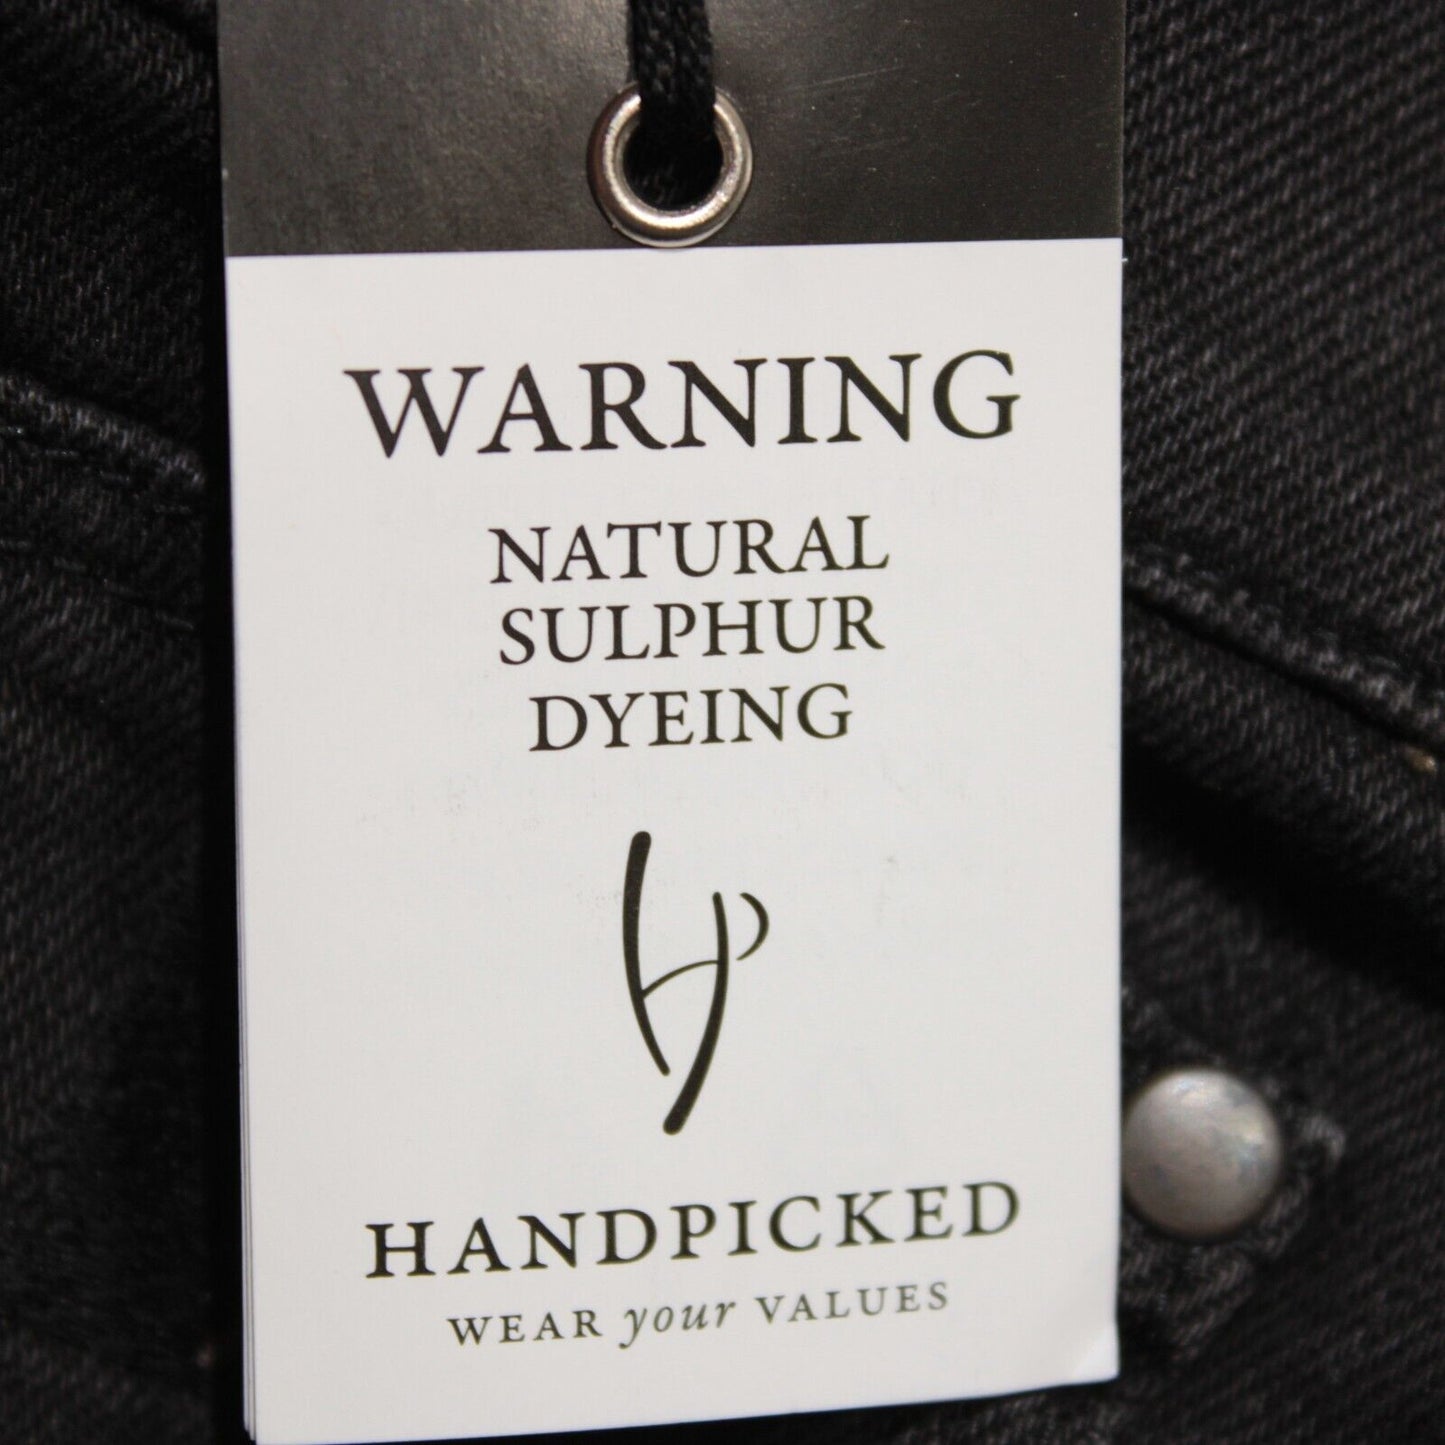 WARNING
NATURAL
SULPHUR
DYEING
HANDPICKED
WEAR your VALUES